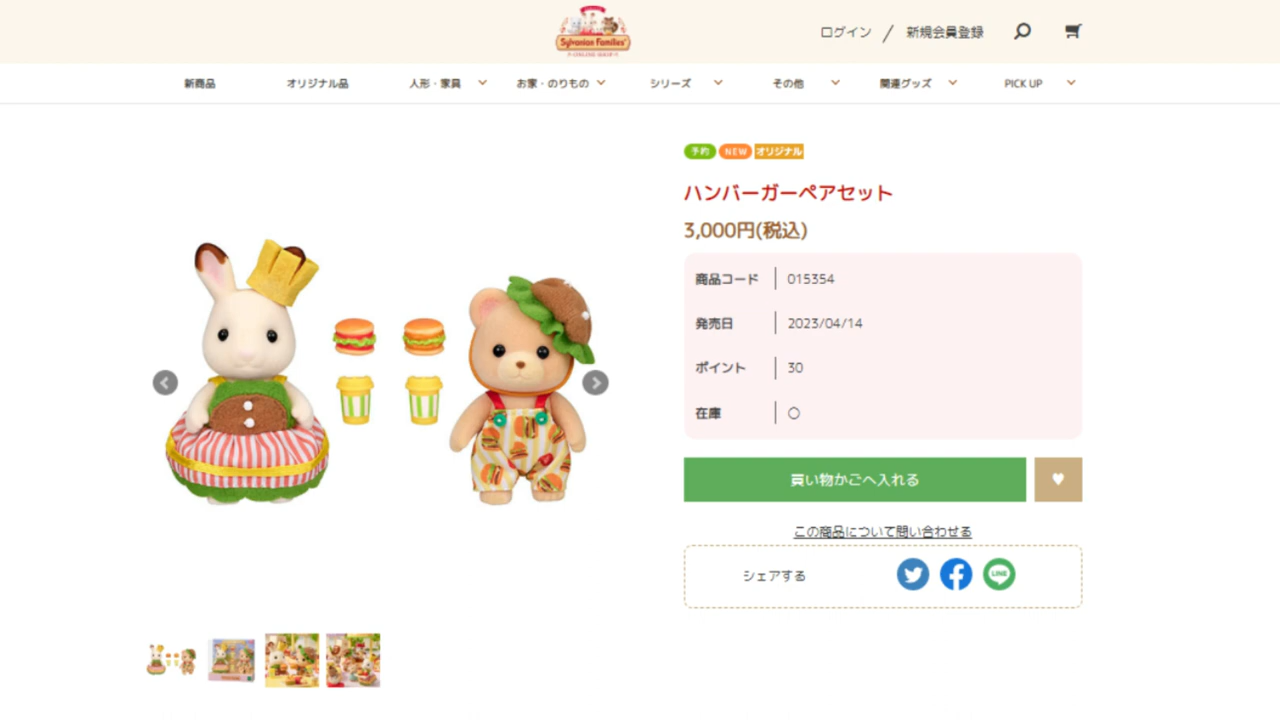 Sylvanian Families
ONLINE SHOP
ログイン / 新規会員登録
新商品 オリジナル品 人形・家具 お家・のりもの シリーズ その他 関連グッズ PICK UP
予約 NEW オリジナル
ハンバーガーペアセット
3,000円(税込)
商品コード 015354
発売日 2023/04/14
ポイント 30
在庫 ○
買い物かごへ入れる
この商品について問い合わせる
シェアする
LINE